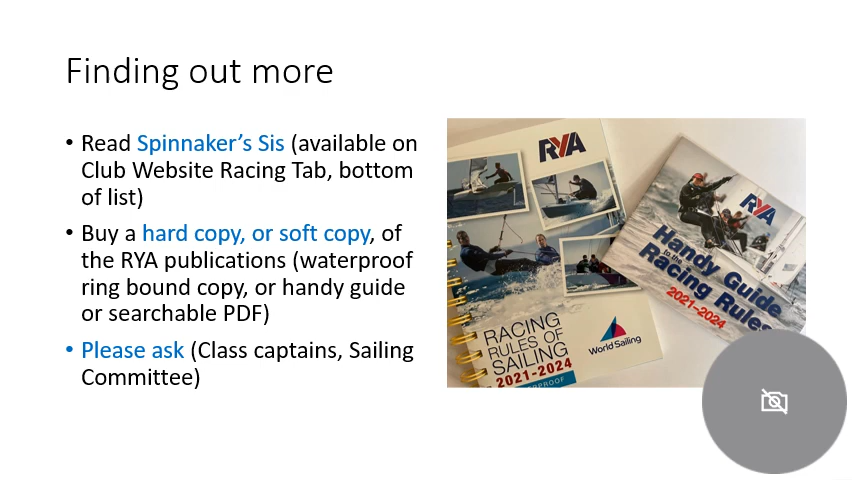 Finding out more
• Read Spinnaker's Sis (available on
Club Website Racing Tab, bottom
of list)
• Buy a hard copy, or soft copy, of
the RYA publications (waterproof
ring bound copy, or handy guide
or searchable PDF)
• Please ask (Class captains, Sailing
Committee)
RYA
RACING
RULES OF
SAILING
2021-2024
World Sailing
RYA
Handy Guide
to the
Racing Rules
2021-2024